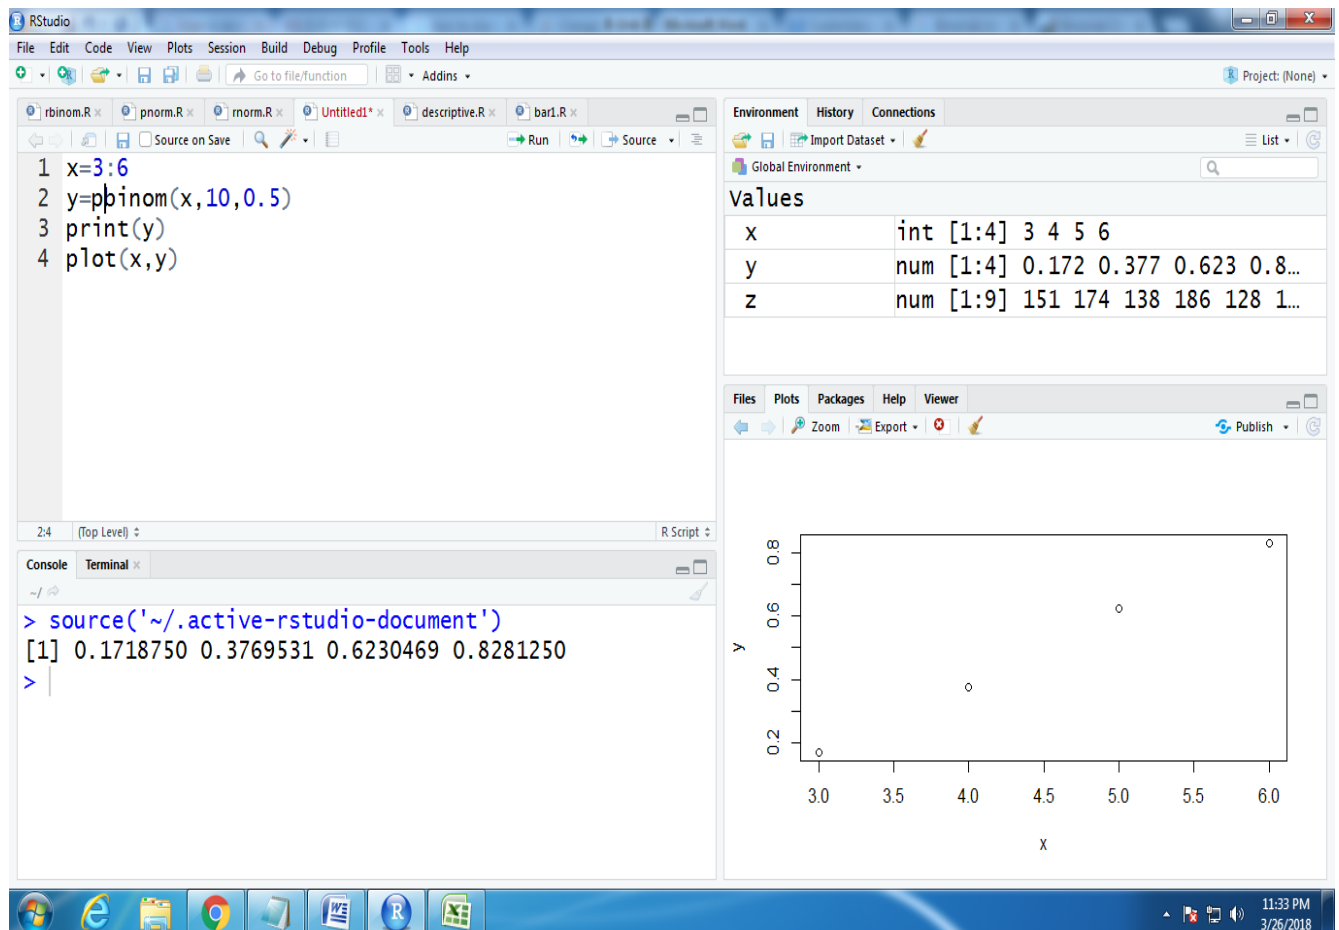 RStudio
File Edit Code View Plots Session Build Debug Profile Tools Help
Go to file/function Addins Project: (None)
rbinom.R pnorm.R rnorm.R Untitled1* descriptive.R bar1.R
Source on Save Run Source
1 x=3:6
2 y=pbinom(x,10,0.5)
3 print(y)
4 plot(x,y)
2:4 (Top Level) R Script
Console Terminal
~/
> source('~/.active-rstudio-document')
[1] 0.1718750 0.3769531 0.6230469 0.8281250
>
Environment History Connections
Import Dataset List
Global Environment
Values
x int [1:4] 3 4 5 6
y num [1:4] 0.172 0.377 0.623 0.8...
z num [1:9] 151 174 138 186 128 1...
Files Plots Packages Help Viewer
Zoom Export Publish
0.8
0.6
y
0.4
0.2
3.0 3.5 4.0 4.5 5.0 5.5 6.0
x
11:33 PM
3/26/2018